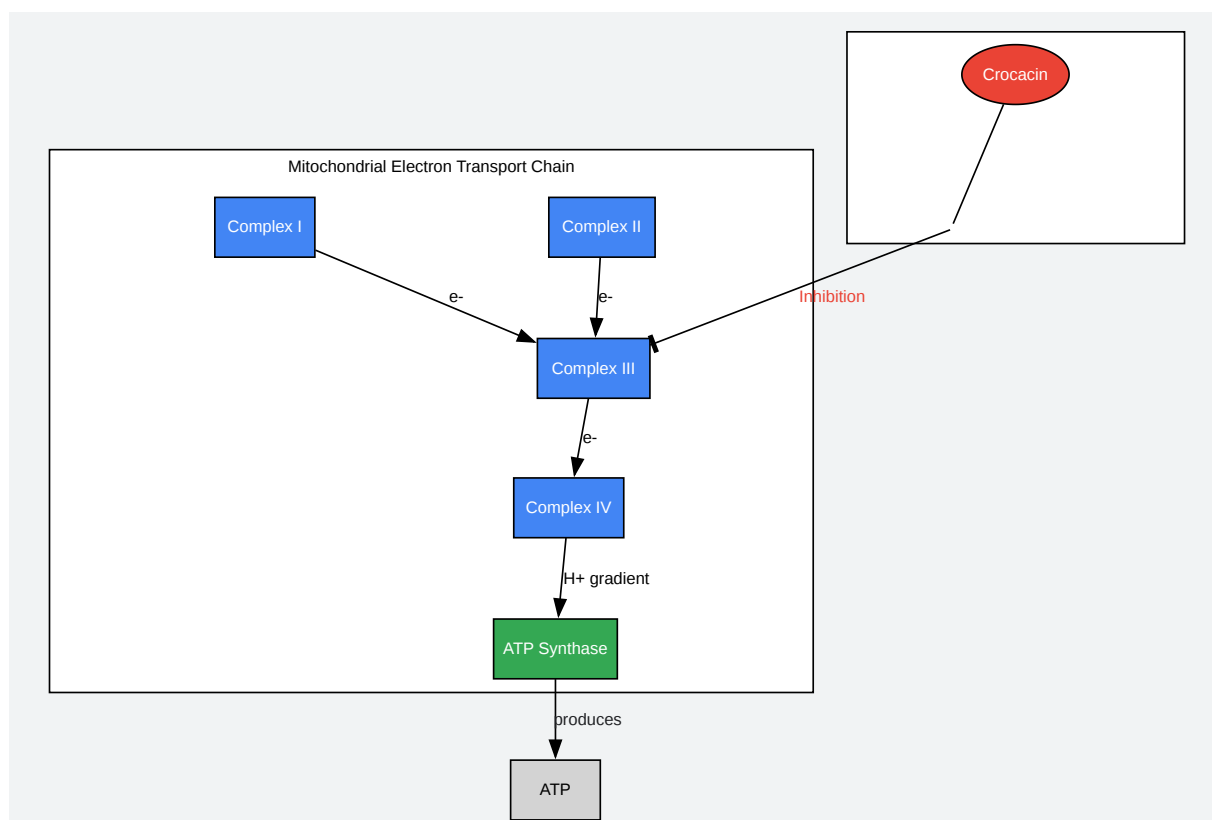 Crocacin
Mitochondrial Electron Transport Chain
Complex I
Complex II
e-
e-
Inhibition
Complex III
e-
Complex IV
H+ gradient
ATP Synthase
produces
ATP